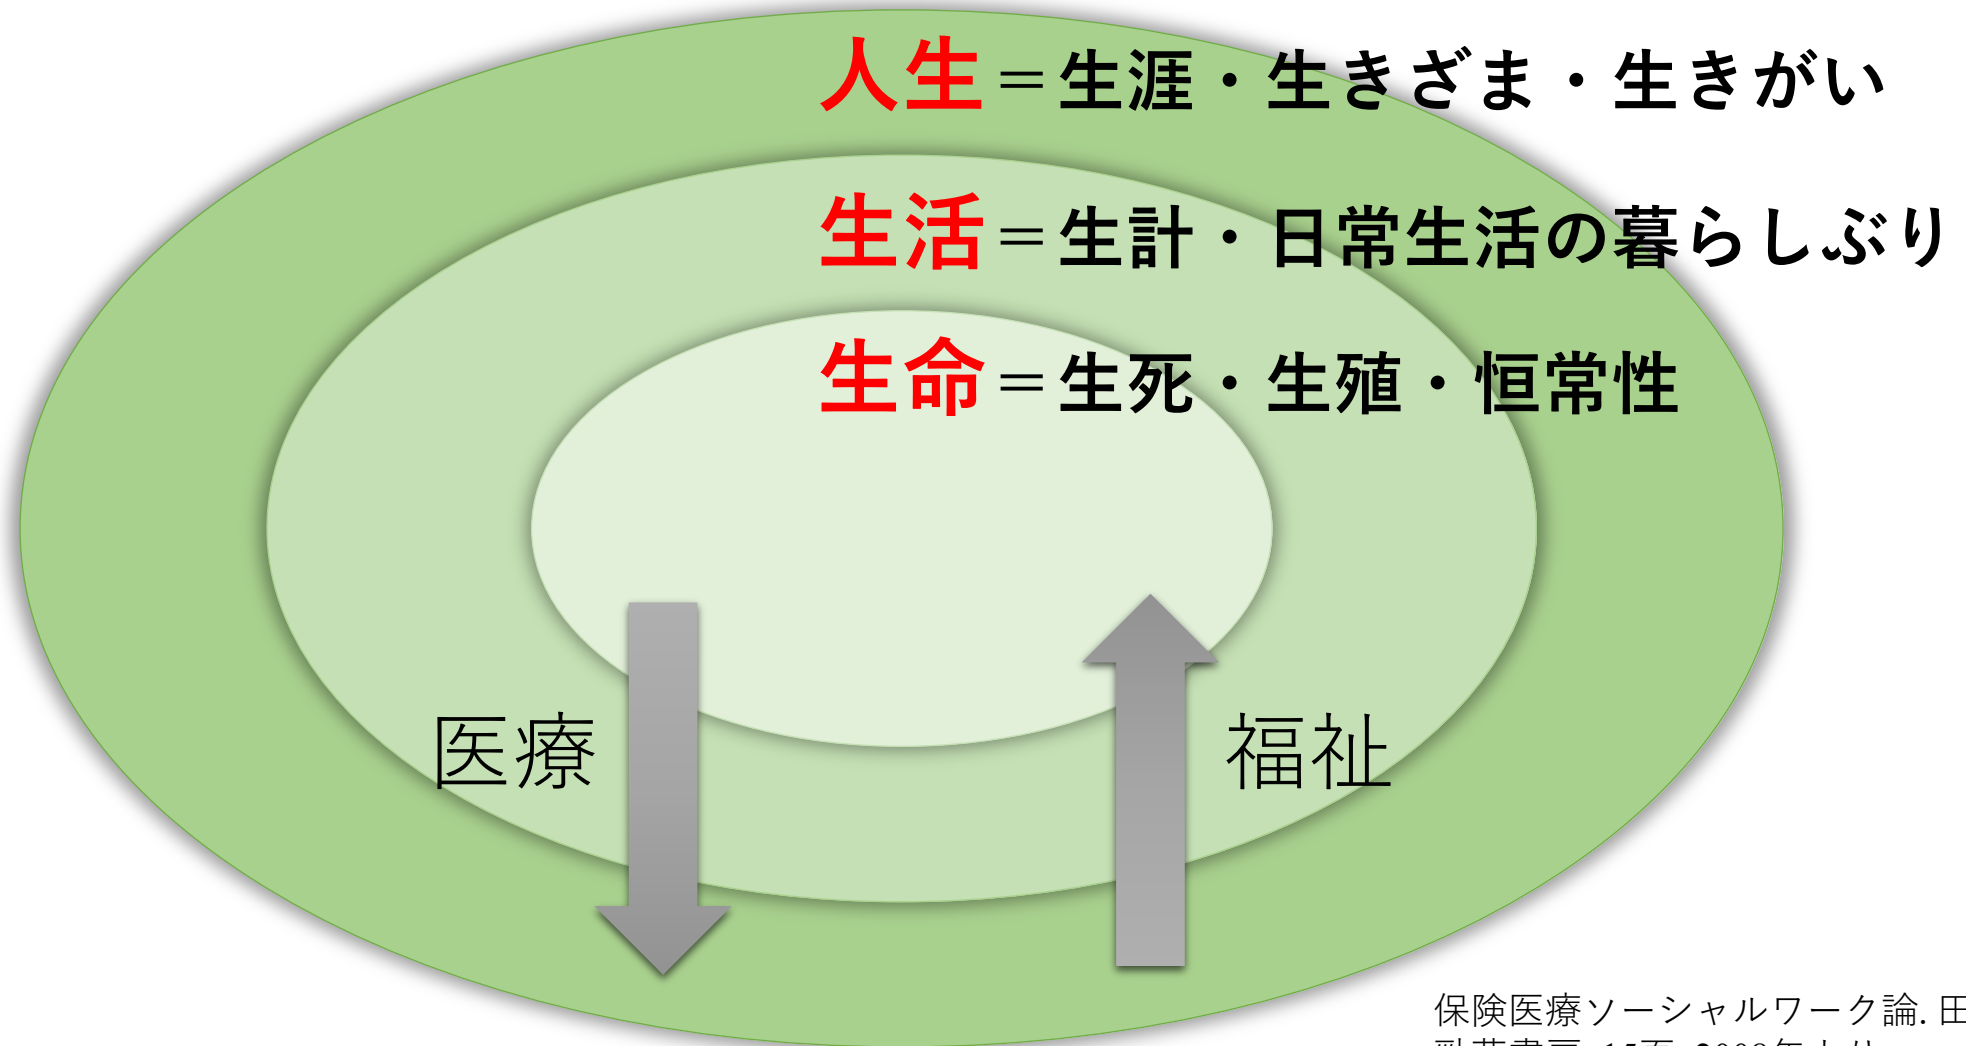 人生＝生涯・生きざま・生きがい
生活＝生計・日常生活の暮らしぶり
生命＝生死・生殖・恒常性
医療
福祉
保険医療ソーシャルワーク論. 田